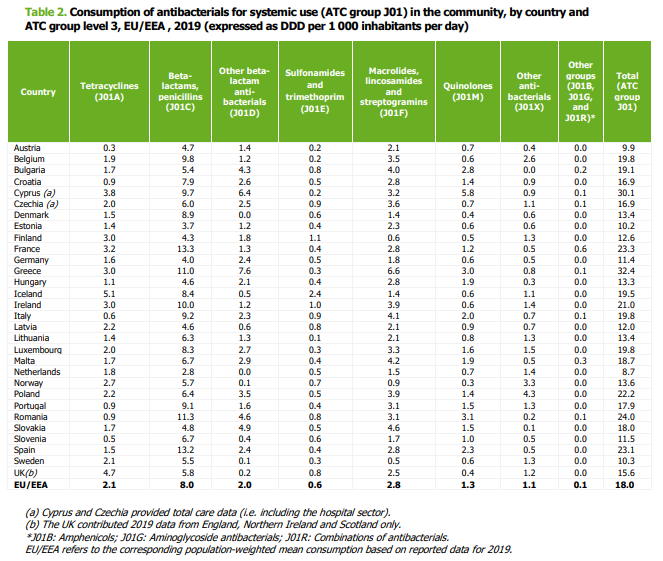 Table 2. Consumption of antibacterials for systemic use (ATC group J01) in the community, by country and
ATC group level 3, EU/EEA , 2019 (expressed as DDD per 1 000 inhabitants per day)
Country | Tetracyclines (J01A) | Beta-lactams, penicillins (J01C) | Other beta-lactam anti-bacterials (J01D) | Sulfonamides and trimethoprim (J01E) | Macrolides, lincosamides and streptogramins (J01F) | Quinolones (J01M) | Other anti-bacterials (J01X) | Other groups (J01B, J01G, and J01R)* | Total (ATC group J01)
Austria 0.3 4.7 1.4 0.2 2.1 0.7 0.4 0.0 9.9
Belgium 1.9 9.8 1.2 0.2 3.5 0.6 2.6 0.0 19.8
Bulgaria 1.7 5.4 4.3 0.8 4.0 2.8 0.0 0.2 19.1
Croatia 0.9 7.9 2.6 0.5 2.8 1.4 0.9 0.0 16.9
Cyprus (a) 3.8 9.7 6.4 0.2 3.2 5.8 0.9 0.1 30.1
Czechia (a) 2.0 6.0 2.5 0.9 3.6 0.7 1.1 0.1 16.9
Denmark 1.5 8.9 0.0 0.6 1.4 0.4 0.6 0.0 13.4
Estonia 1.4 3.7 1.2 0.4 2.3 0.6 0.6 0.0 10.2
Finland 3.0 4.3 1.8 1.1 0.6 0.5 1.3 0.0 12.6
France 3.2 13.3 1.3 0.4 2.8 1.2 0.5 0.6 23.3
Germany 1.6 4.0 2.4 0.5 1.8 0.6 0.5 0.0 11.4
Greece 3.0 11.0 7.6 0.3 6.6 3.0 0.8 0.1 32.4
Hungary 1.1 4.6 2.1 0.4 2.8 1.9 0.3 0.0 13.3
Iceland 5.1 8.4 0.5 2.4 1.4 0.6 1.1 0.0 19.5
Ireland 3.0 10.0 1.2 1.0 3.9 0.6 1.4 0.0 21.0
Italy 0.6 9.2 2.3 0.9 4.1 2.0 0.7 0.1 19.8
Latvia 2.2 4.6 0.6 0.8 2.1 0.9 0.7 0.0 12.0
Lithuania 1.4 6.3 1.3 0.1 2.1 0.8 1.3 0.0 13.4
Luxembourg 2.0 8.3 2.7 0.3 3.3 1.6 1.5 0.0 19.8
Malta 1.7 6.7 2.9 0.4 4.2 1.9 0.5 0.3 18.7
Netherlands 1.8 2.8 0.0 0.5 1.5 0.7 1.4 0.0 8.7
Norway 2.7 5.7 0.1 0.7 0.9 0.3 3.3 0.0 13.6
Poland 2.2 6.4 3.5 0.5 3.9 1.4 4.3 0.0 22.2
Portugal 0.9 9.1 1.6 0.4 3.1 1.5 1.3 0.0 17.9
Romania 0.9 11.3 4.6 0.8 3.1 3.1 0.2 0.1 24.0
Slovakia 1.7 4.8 4.9 0.5 4.6 1.5 0.1 0.0 18.0
Slovenia 0.5 6.7 0.4 0.6 1.7 1.0 0.5 0.0 11.5
Spain 1.5 13.2 2.4 0.4 2.8 2.3 0.5 0.0 23.1
Sweden 2.1 5.5 0.1 0.3 0.5 0.6 1.3 0.0 10.3
UK(b) 4.7 5.8 0.2 0.8 2.5 0.4 1.2 0.0 15.6
EU/EEA 2.1 8.0 2.0 0.6 2.8 1.3 1.1 0.1 18.0
(a) Cyprus and Czechia provided total care data (i.e. including the hospital sector).
(b) The UK contributed 2019 data from England, Northern Ireland and Scotland only.
*J01B: Amphenicols; J01G: Aminoglycoside antibacterials; J01R: Combinations of antibacterials.
EU/EEA refers to the corresponding population-weighted mean consumption based on reported data for 2019.